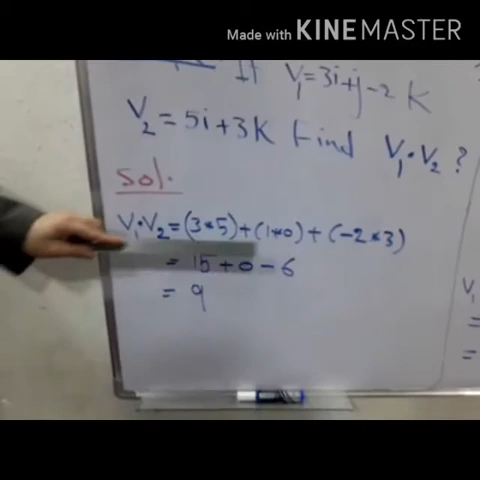 Made with KINEMASTER
If V₁=3i+j-2k
V₂=5i+3k Find V₁•V₂?
Sol.
V₁•V₂=(3*5)+(1*0)+(-2*3)
= 15+0-6
= 9
V₁
=
=